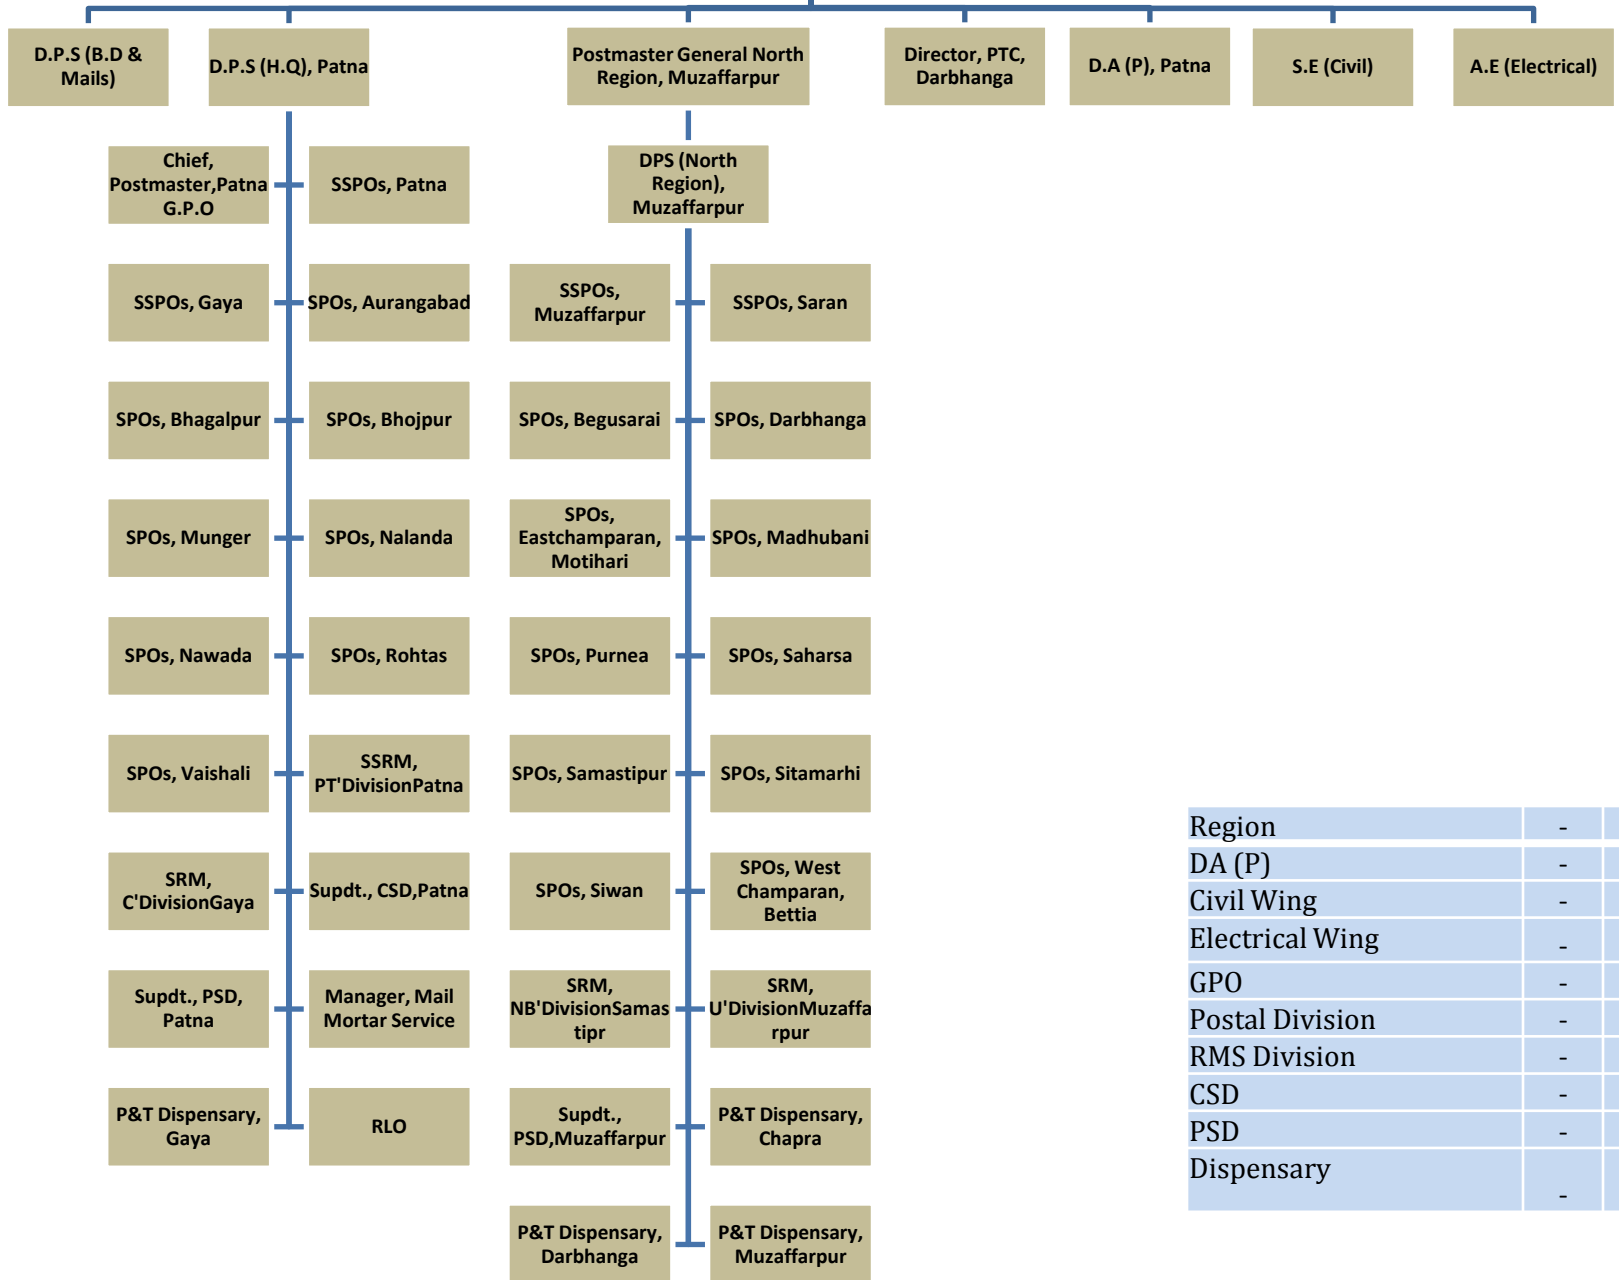 D.P.S (B.D &
Mails)
D.P.S (H.Q), Patna
Postmaster General North
Region, Muzaffarpur
Director, PTC,
Darbhanga
D.A (P), Patna
S.E (Civil)
A.E (Electrical)
Chief,
Postmaster,Patna
G.P.O
SSPOs, Patna
DPS (North
Region),
Muzaffarpur
SSPOs, Gaya
SPOs, Aurangabad
SSPOs,
Muzaffarpur
SSPOs, Saran
SPOs, Bhagalpur
SPOs, Bhojpur
SPOs, Begusarai
SPOs, Darbhanga
SPOs, Munger
SPOs, Nalanda
SPOs,
Eastchamparan,
Motihari
SPOs, Madhubani
SPOs, Nawada
SPOs, Rohtas
SPOs, Purnea
SPOs, Saharsa
SPOs, Vaishali
SSRM,
PT'DivisionPatna
SPOs, Samastipur
SPOs, Sitamarhi
SRM,
C'DivisionGaya
Supdt., CSD,Patna
SPOs, Siwan
SPOs, West
Champaran,
Bettia
Supdt., PSD,
Patna
Manager, Mail
Mortar Service
SRM,
NB'DivisionSamas
tipr
SRM,
U'DivisionMuzaffa
rpur
P&T Dispensary,
Gaya
RLO
Supdt.,
PSD,Muzaffarpur
P&T Dispensary,
Chapra
P&T Dispensary,
Darbhanga
P&T Dispensary,
Muzaffarpur
Region -
DA (P) -
Civil Wing -
Electrical Wing -
GPO -
Postal Division -
RMS Division -
CSD -
PSD -
Dispensary
-